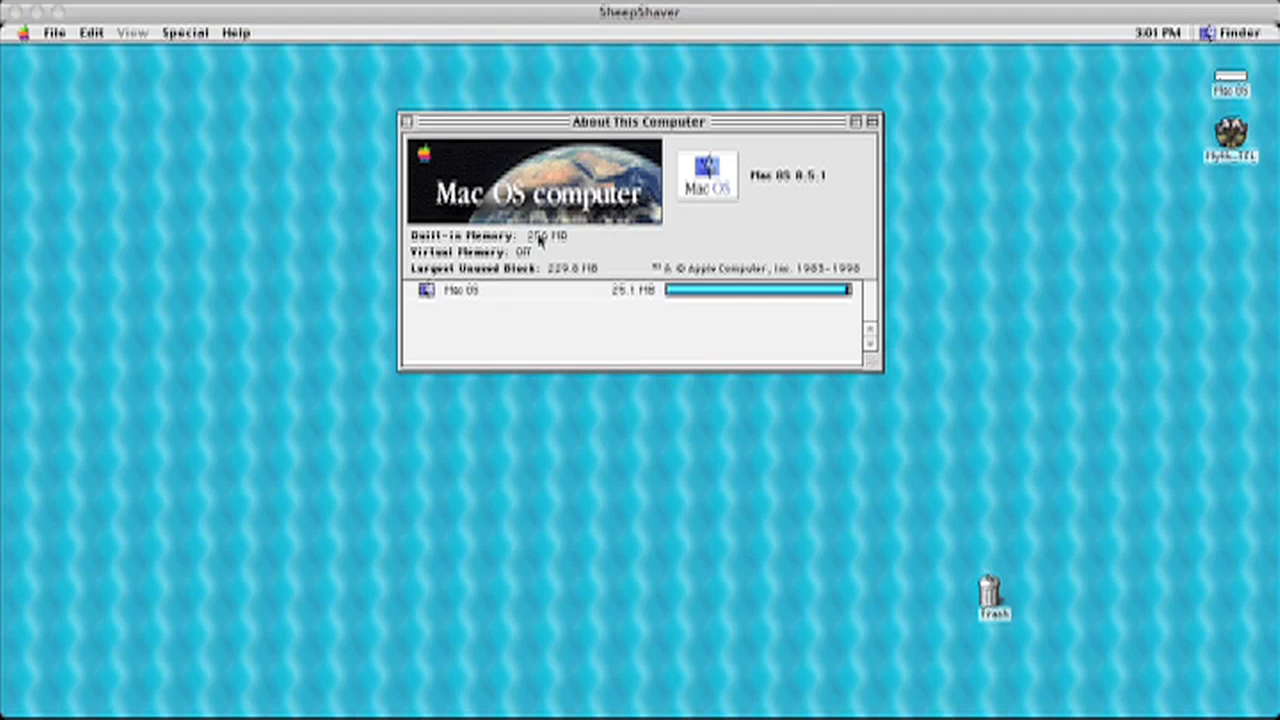 SheepShaver
File Edit View Special Help 3:01 PM Finder
Mac OS
About This Computer
Mac OS computer
Mac OS
Mac OS 8.5.1
Built-in Memory: 256 MB
Virtual Memory: Off
Largest Unused Block: 229.8 MB ™ & © Apple Computer, Inc. 1983-1998
Mac OS 25.1 MB
Trash